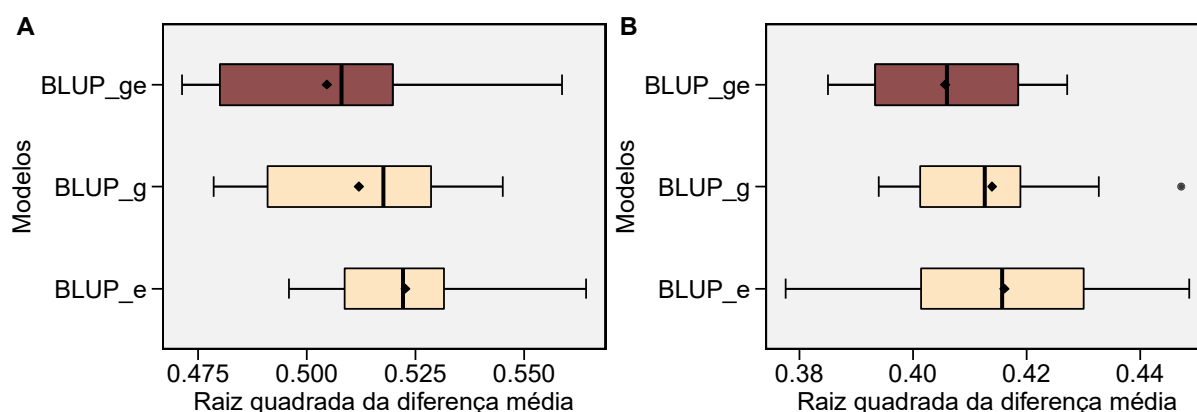 A
BLUP_ge
BLUP_g
BLUP_e
Modelos
0.475 0.500 0.525 0.550
Raiz quadrada da diferença média
B
BLUP_ge
BLUP_g
BLUP_e
Modelos
0.38 0.40 0.42 0.44
Raiz quadrada da diferença média